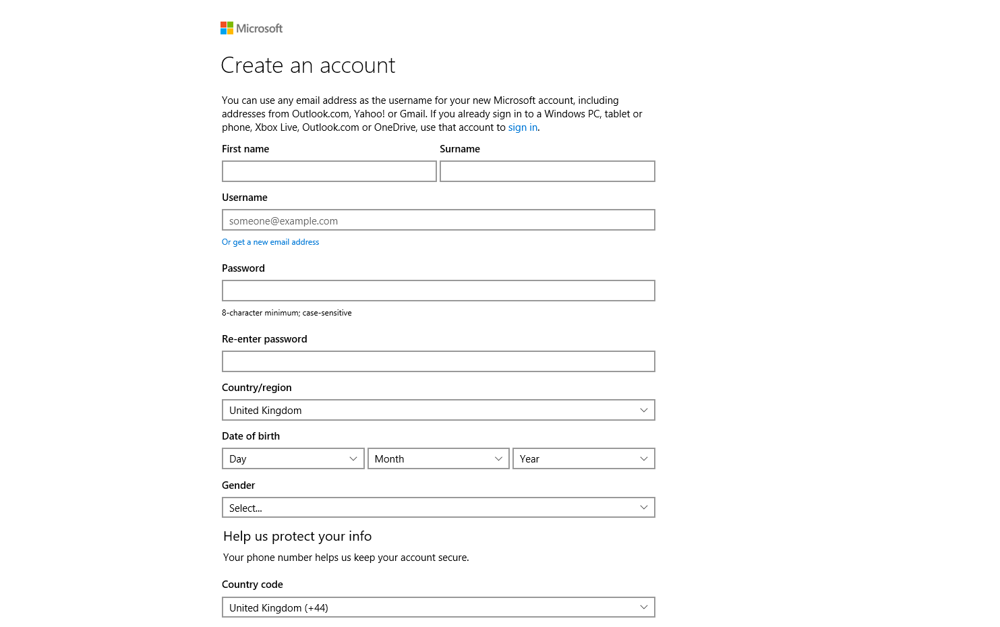 Microsoft
Create an account
You can use any email address as the username for your new Microsoft account, including
addresses from Outlook.com, Yahoo! or Gmail. If you already sign in to a Windows PC, tablet or
phone, Xbox Live, Outlook.com or OneDrive, use that account to sign in.
First name Surname
Username
someone@example.com
Or get a new email address
Password
8-character minimum; case-sensitive
Re-enter password
Country/region
United Kingdom
Date of birth
Day Month Year
Gender
Select...
Help us protect your info
Your phone number helps us keep your account secure.
Country code
United Kingdom (+44)